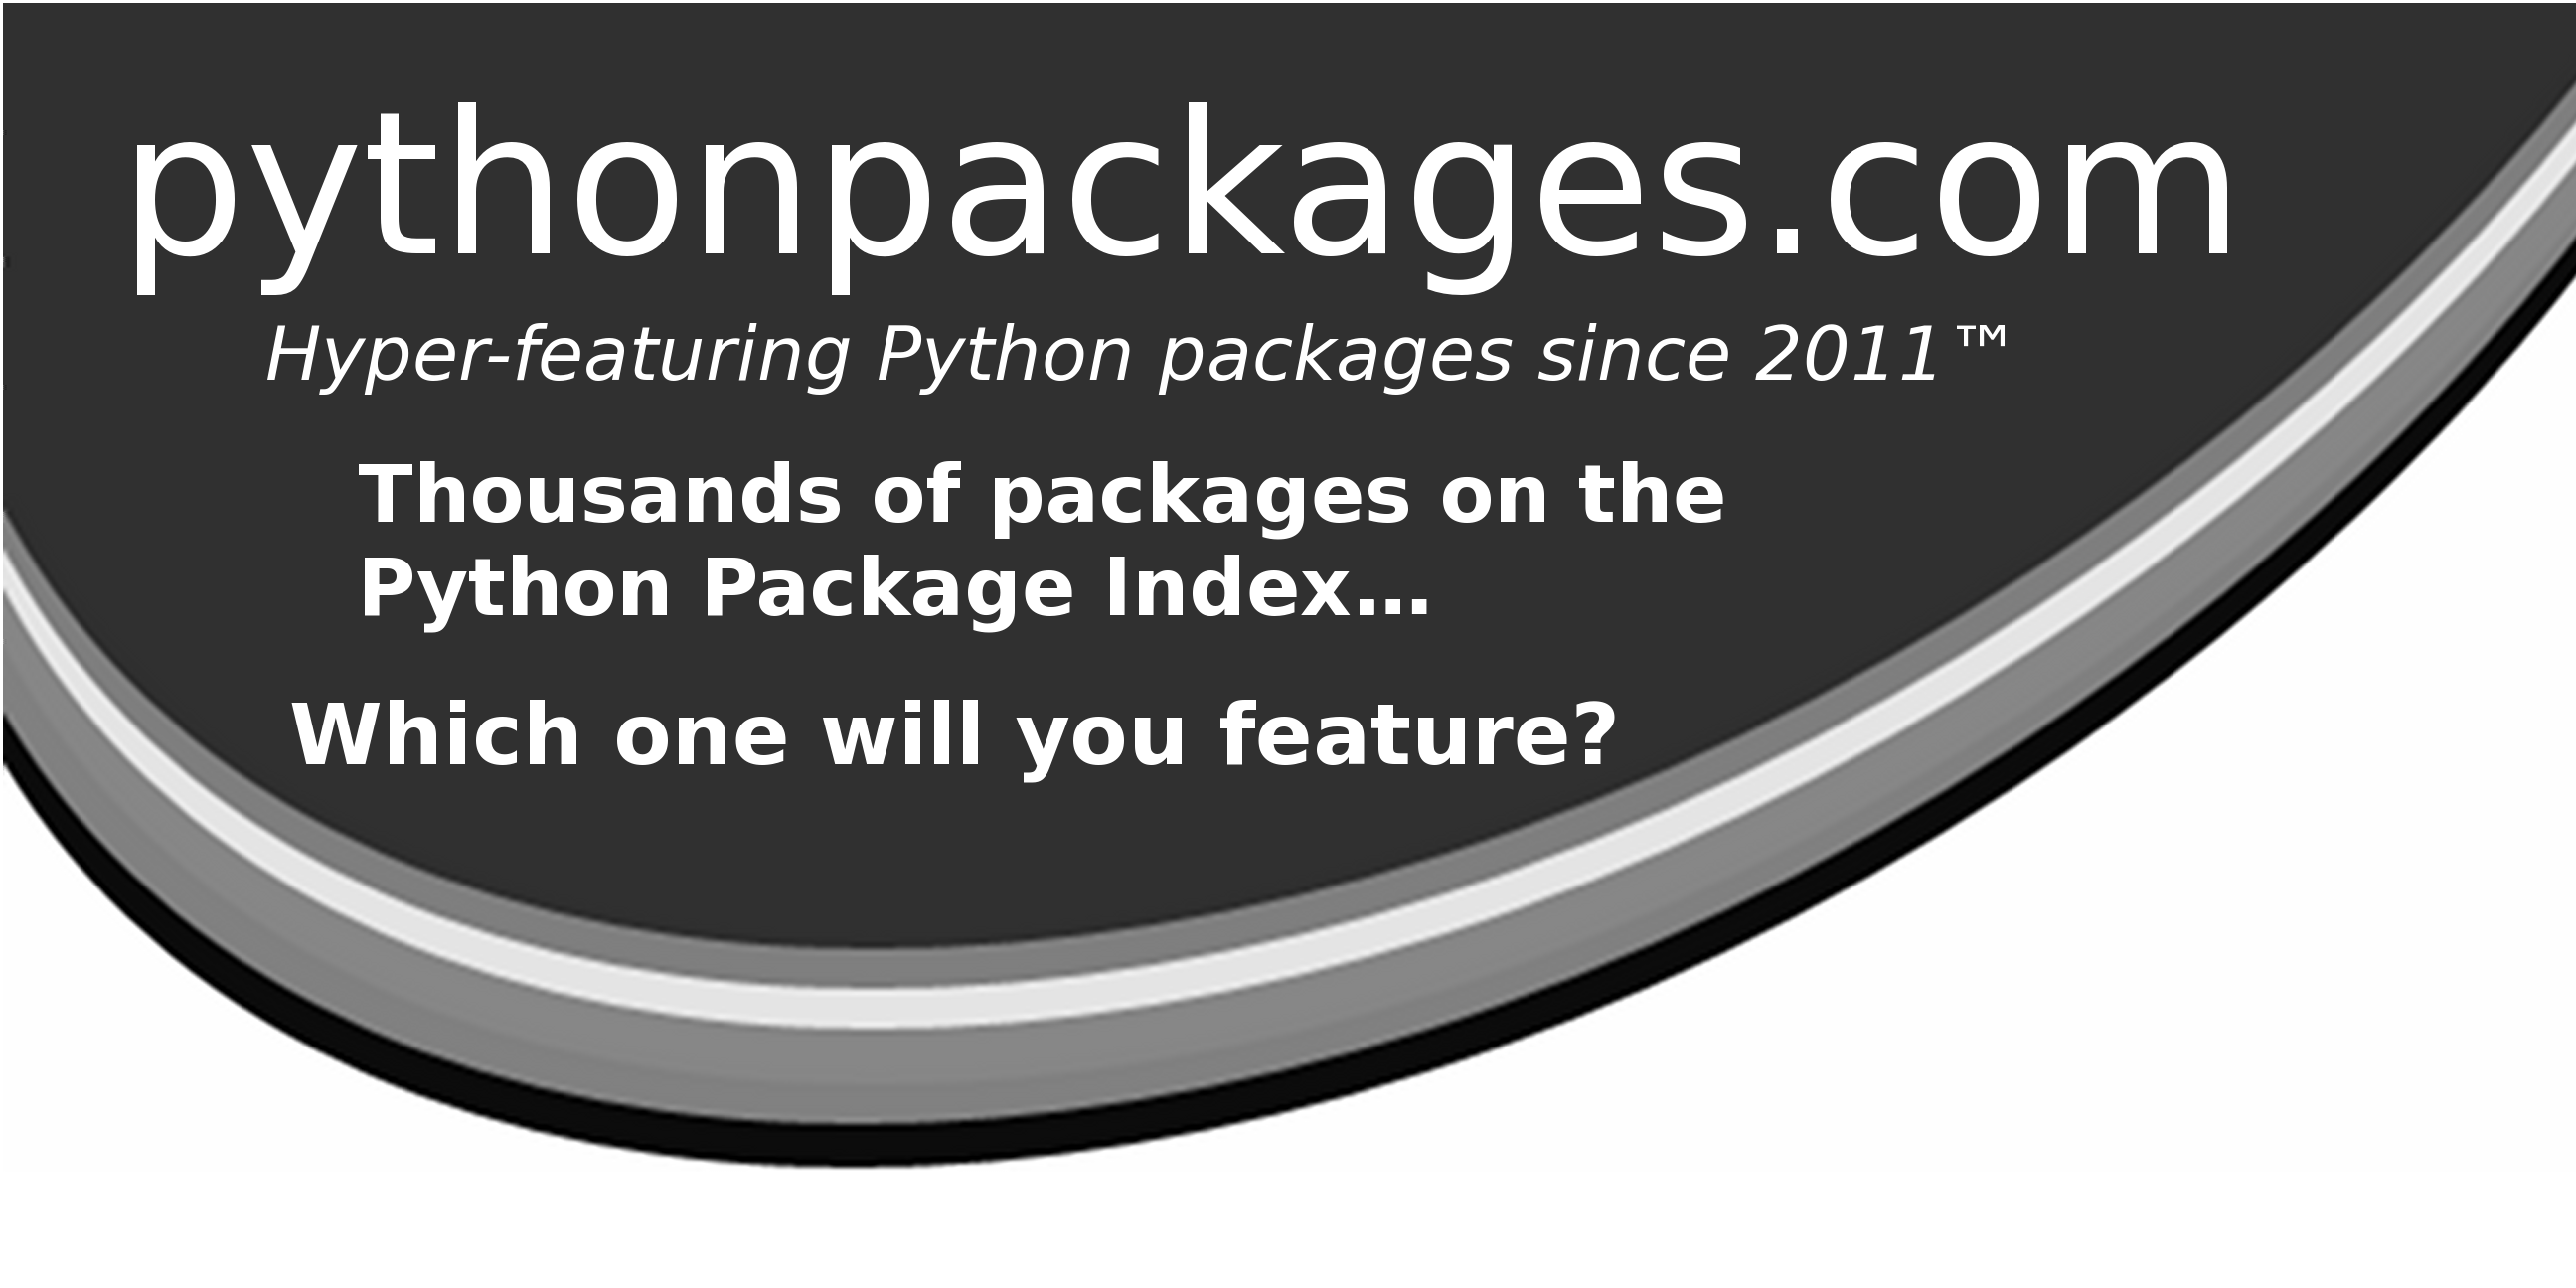 pythonpackages.com
Hyper-featuring Python packages since 2011™
Thousands of packages on the
Python Package Index…
Which one will you feature?